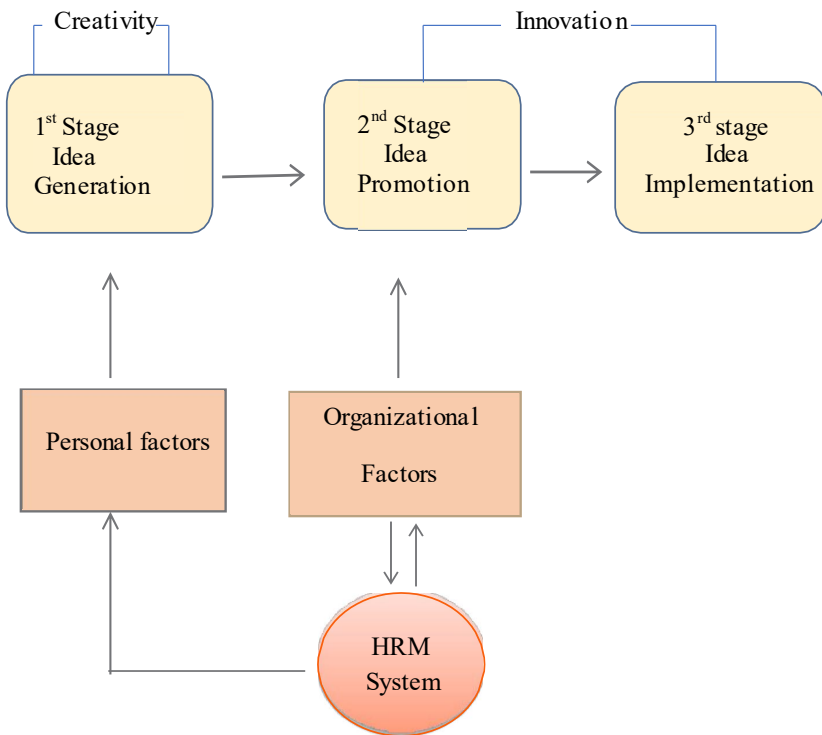 Creativity
Innovation
1st Stage
Idea
Generation
2nd Stage
Idea
Promotion
3rd stage
Idea
Implementation
Personal factors
Organizational
Factors
HRM
System